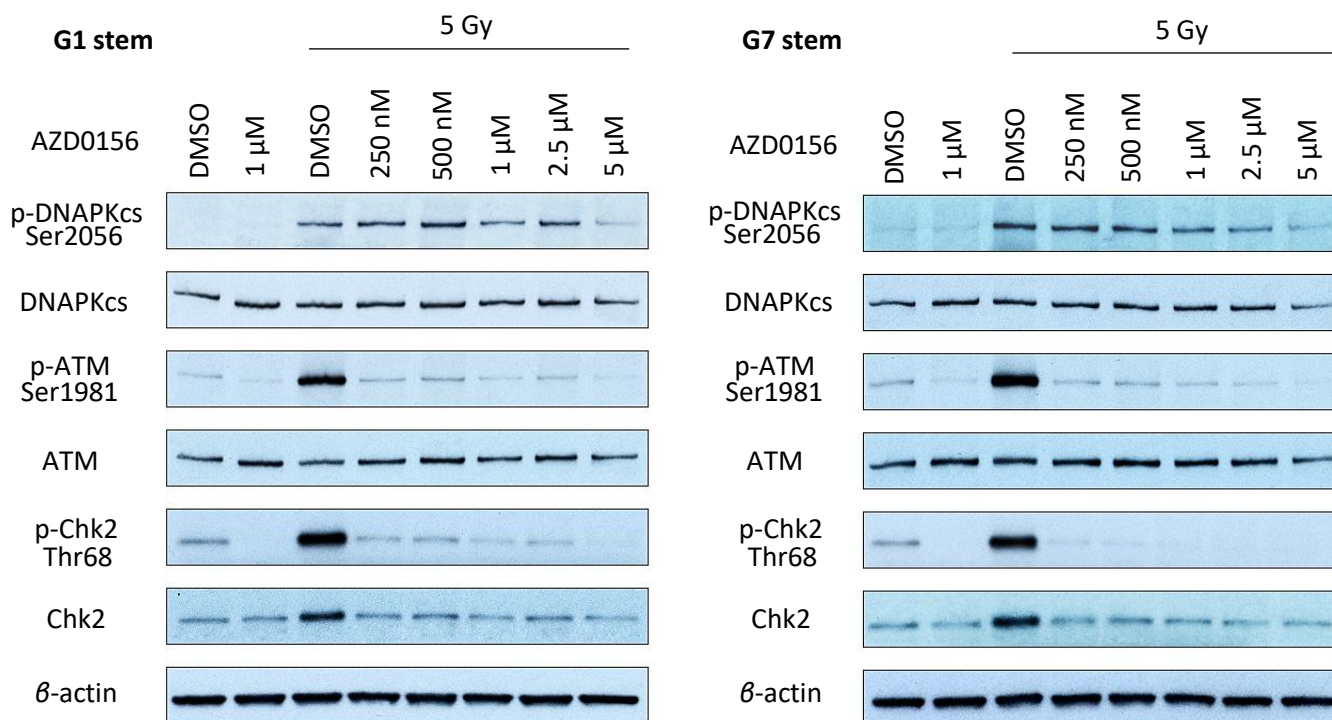 G1 stem
5 Gy
AZD0156
DMSO
1 µM
DMSO
250 nM
500 nM
1 µM
2.5 µM
5 µM
p-DNAPKcs
Ser2056
DNAPKcs
p-ATM
Ser1981
ATM
p-Chk2
Thr68
Chk2
β-actin
G7 stem
5 Gy
AZD0156
DMSO
1 µM
DMSO
250 nM
500 nM
1 µM
2.5 µM
5 µM
p-DNAPKcs
Ser2056
DNAPKcs
p-ATM
Ser1981
ATM
p-Chk2
Thr68
Chk2
β-actin